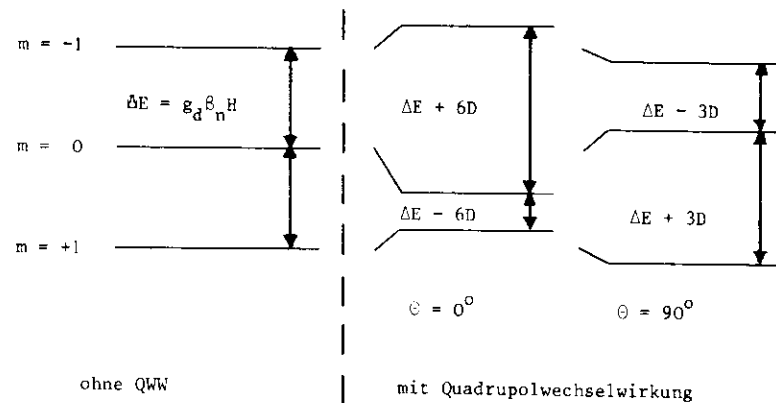 m = -1
ΔE = g_d β_n H
m = 0
m = +1
ΔE + 6D
ΔE - 6D
ΔE - 3D
ΔE + 3D
Θ = 0°
Θ = 90°
ohne QWW
mit Quadrupolwechselwirkung